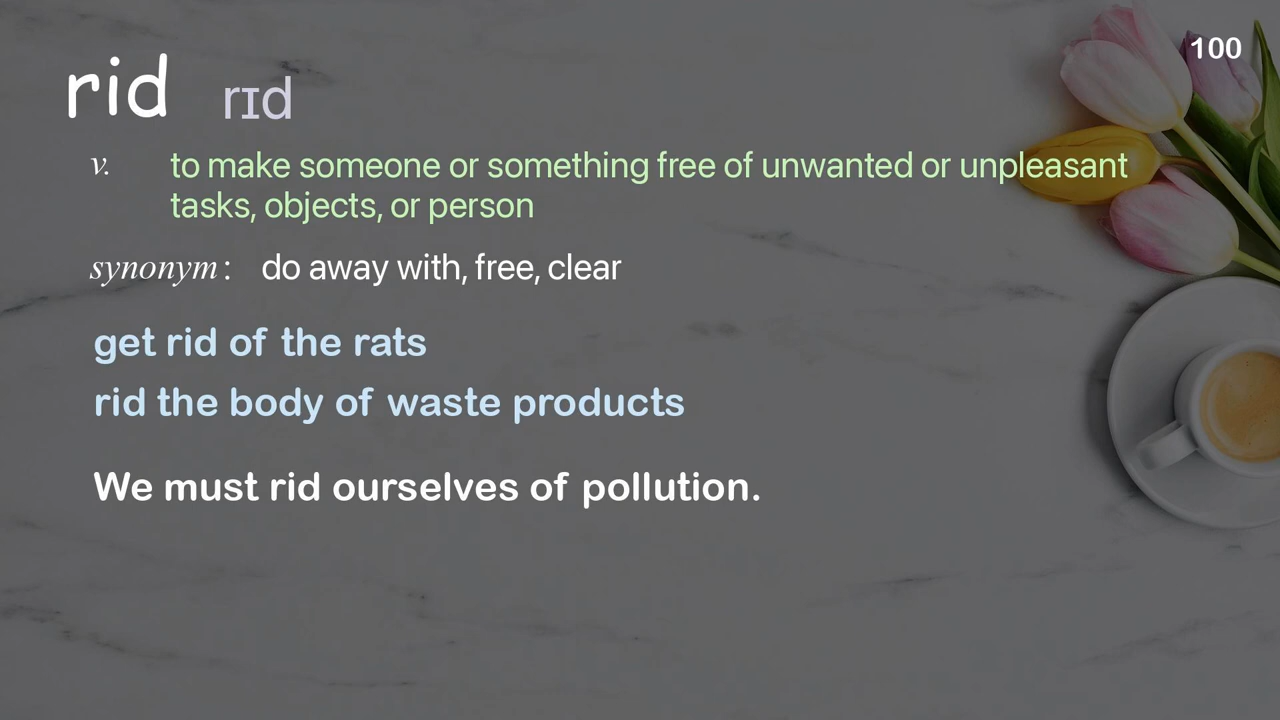 100
rid rɪd
v. to make someone or something free of unwanted or unpleasant
tasks, objects, or person
synonym: do away with, free, clear
get rid of the rats
rid the body of waste products
We must rid ourselves of pollution.